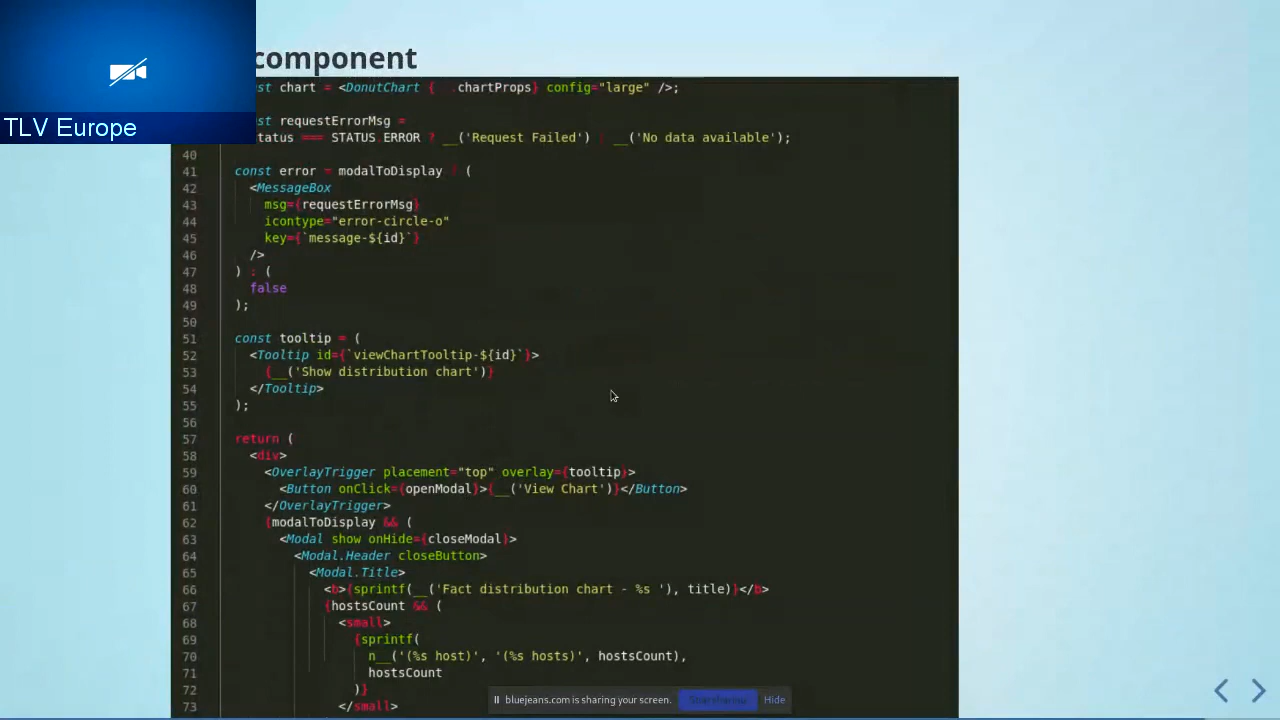 component
TLV Europe
st chart = <DonutChart { chartProps} config="large" />;
st requestErrorMsg =
tatus === STATUS ERROR ? __('Request Failed') : __('No data available');
40
41 const error = modalToDisplay ? (
42 <MessageBox
43 msg={requestErrorMsg}
44 icontype="error-circle-o"
45 key={`message-${id}`}
46 />
47 ) : (
48 false
49 );
50
51 const tooltip = (
52 <Tooltip id={`viewChartTooltip-${id}`}>
53 {__('Show distribution chart')}
54 </Tooltip>
55 );
56
57 return (
58 <div>
59 <OverlayTrigger placement="top" overlay={tooltip}>
60 <Button onClick={openModal}>{__('View Chart')}</Button>
61 </OverlayTrigger>
62 {modalToDisplay && (
63 <Modal show onHide={closeModal}>
64 <Modal.Header closeButton>
65 <Modal.Title>
66 <b>{sprintf(__('Fact distribution chart - %s '), title)}</b>
67 {hostsCount && (
68 <small>
69 {sprintf(
70 n__('(%s host)', '(%s hosts)', hostsCount),
71 hostsCount
72 )}
73 </small>
bluejeans.com is sharing your screen.
Stop sharing
Hide